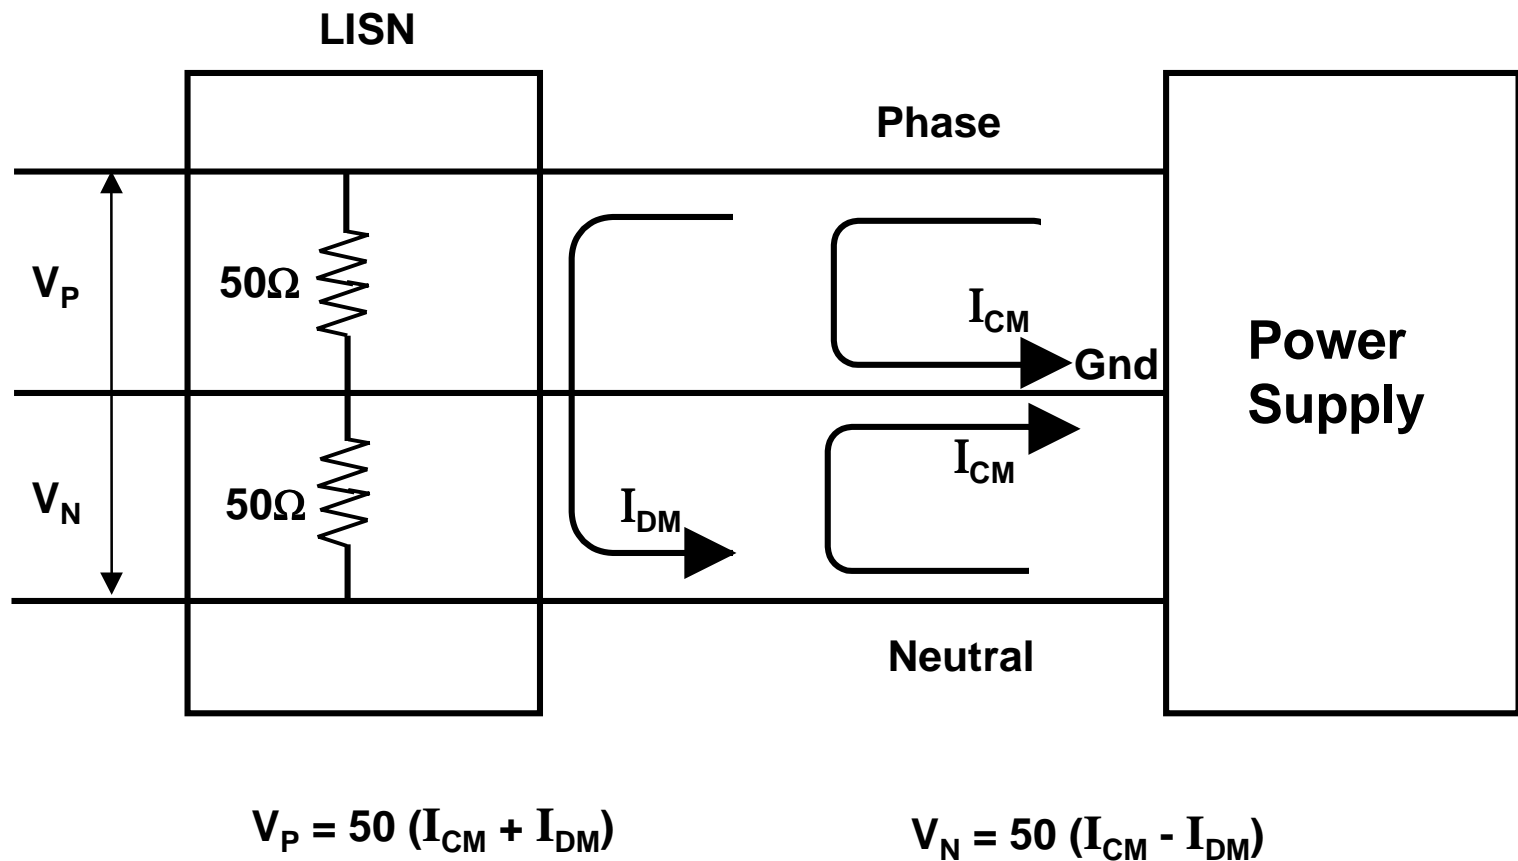 LISN
Phase
V_P
50Ω
I_CM
Gnd
Power
Supply
V_N
50Ω
I_DM
I_CM
Neutral
V_P = 50 (I_CM + I_DM)
V_N = 50 (I_CM - I_DM)